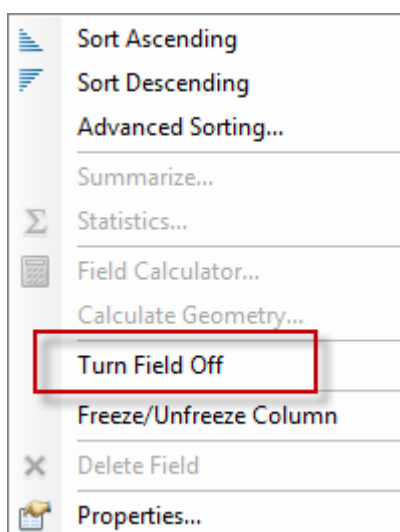 Sort Ascending
Sort Descending
Advanced Sorting...
Summarize...
Statistics...
Field Calculator...
Calculate Geometry...
Turn Field Off
Freeze/Unfreeze Column
Delete Field
Properties...